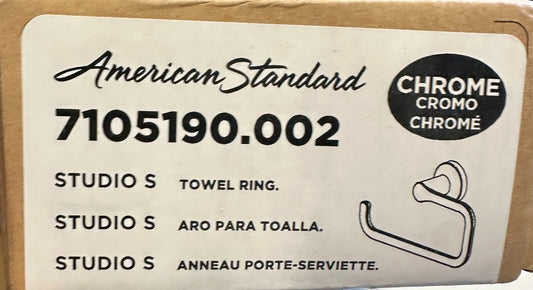 American Standard
7105190.002
CHROME
CROMO
CHROMÉ
STUDIO S TOWEL RING.
STUDIO S ARO PARA TOALLA.
STUDIO S ANNEAU PORTE-SERVIETTE.